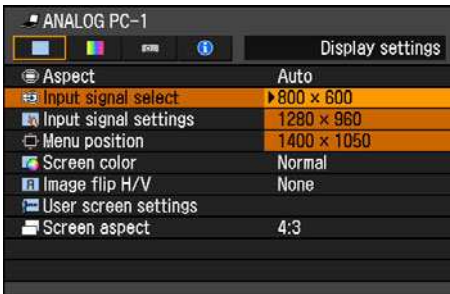 ANALOG PC-1
Display settings
Aspect Auto
Input signal select 800 × 600
Input signal settings 1280 × 960
Menu position 1400 × 1050
Screen color Normal
Image flip H/V None
User screen settings
Screen aspect 4:3